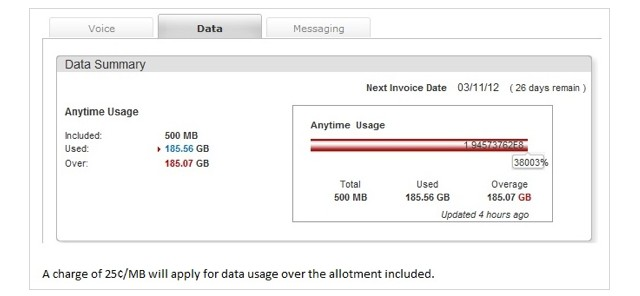 Voice
Data
Messaging
Data Summary
Next Invoice Date 03/11/12 ( 26 days remain )
Anytime Usage
Included: 500 MB
Used: 185.56 GB
Over: 185.07 GB
Anytime Usage
1.94573762E8
38003%
Total Used Overage
500 MB 185.56 GB 185.07 GB
Updated 4 hours ago
A charge of 25¢/MB will apply for data usage over the allotment included.